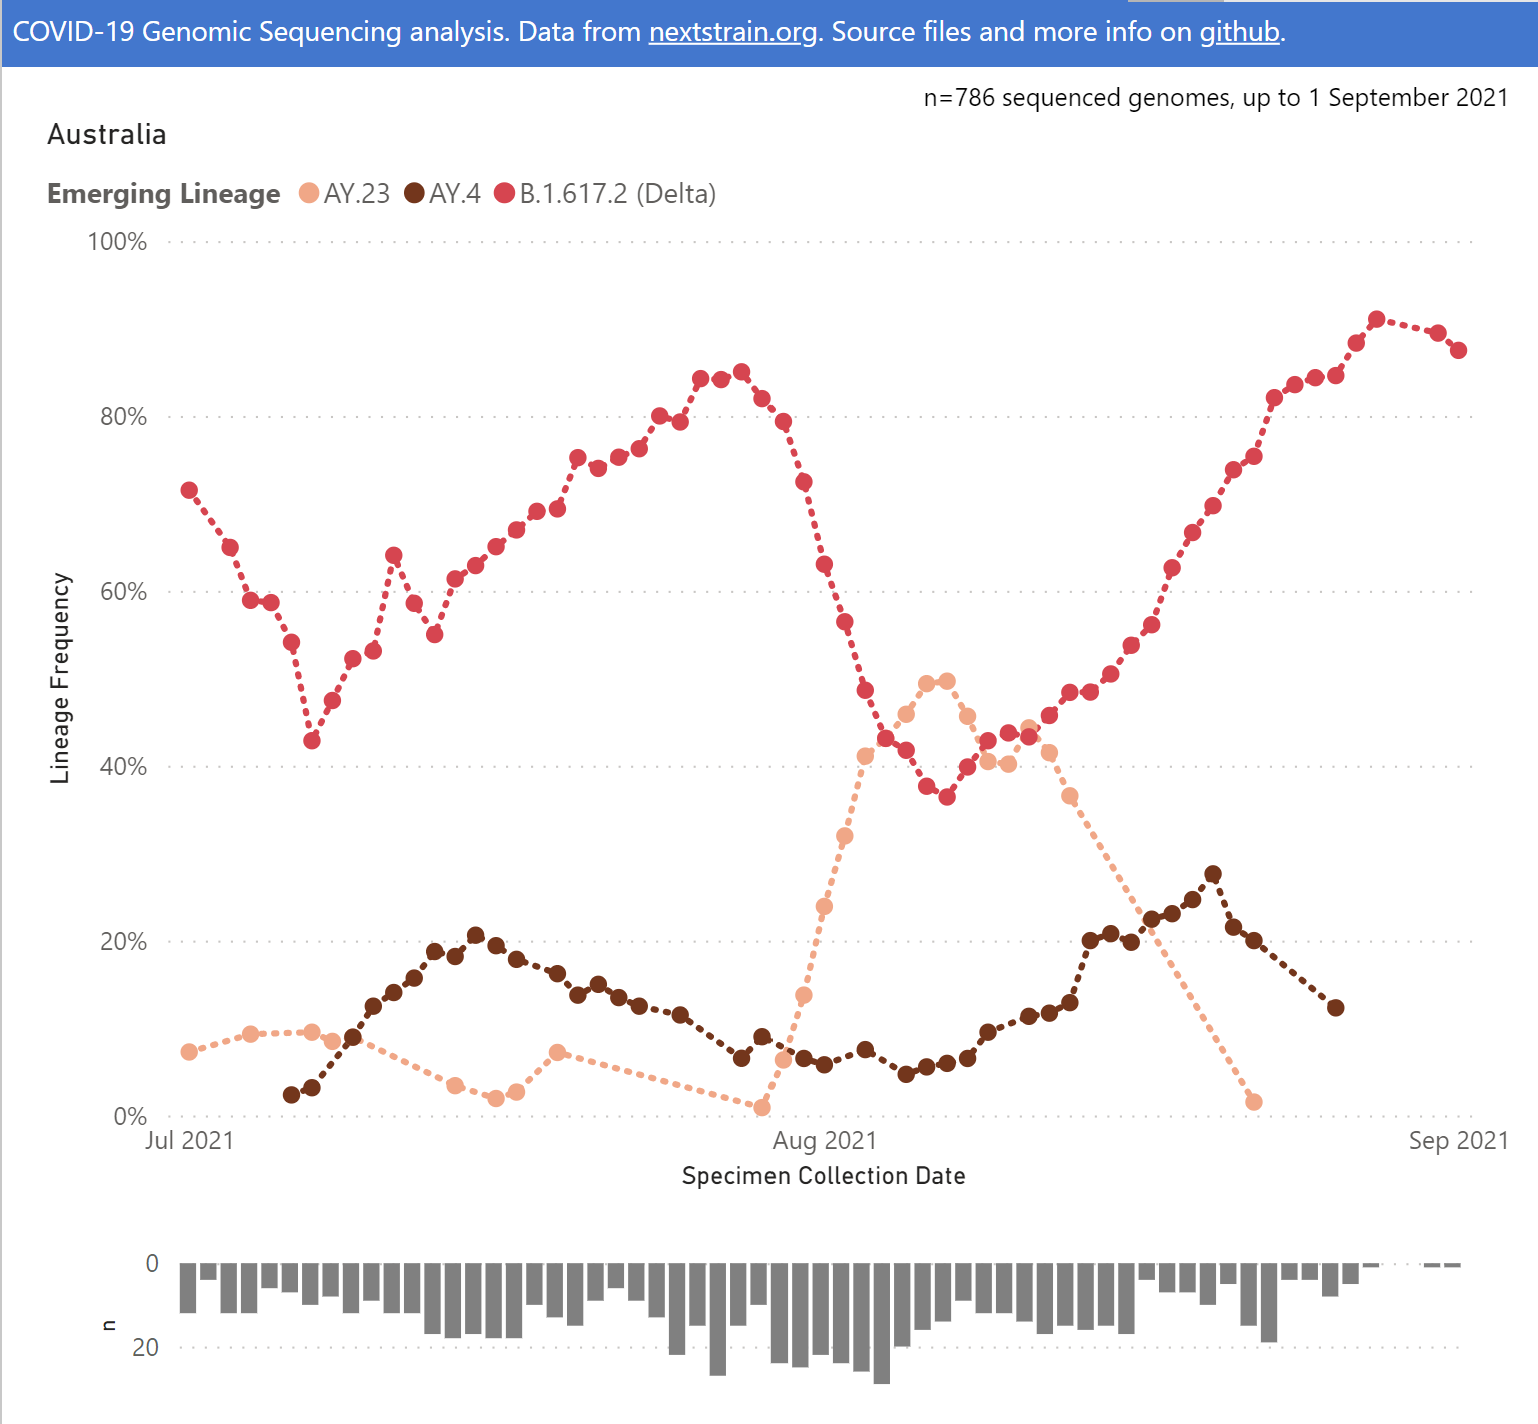 COVID-19 Genomic Sequencing analysis. Data from nextstrain.org. Source files and more info on github.
n=786 sequenced genomes, up to 1 September 2021
Australia
Emerging Lineage AY.23 AY.4 B.1.617.2 (Delta)
100%
80%
60%
40%
20%
0%
Lineage Frequency
Jul 2021 Aug 2021 Sep 2021
Specimen Collection Date
0
20
n